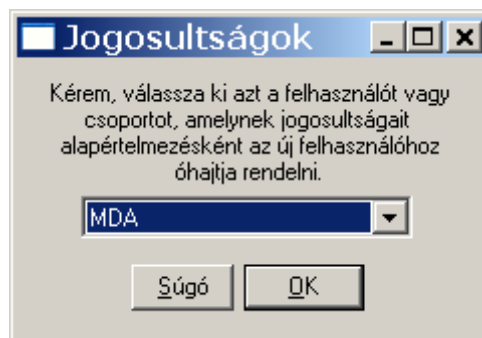 Jogosultságok
Kérem, válassza ki azt a felhasználót vagy
csoportot, amelynek jogosultságait
alapértelmezésként az új felhasználóhoz
óhajtja rendelni.
MDA
Súgó
OK